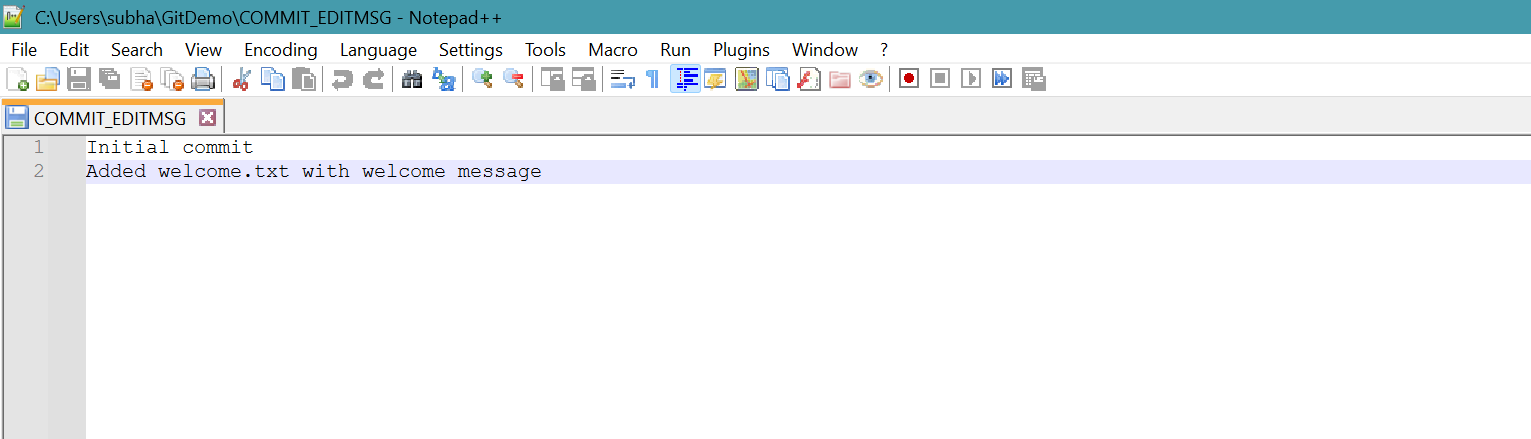 C:\Users\subha\GitDemo\COMMIT_EDITMSG - Notepad++
File Edit Search View Encoding Language Settings Tools Macro Run Plugins Window ?
COMMIT_EDITMSG
1 Initial commit
2 Added welcome.txt with welcome message